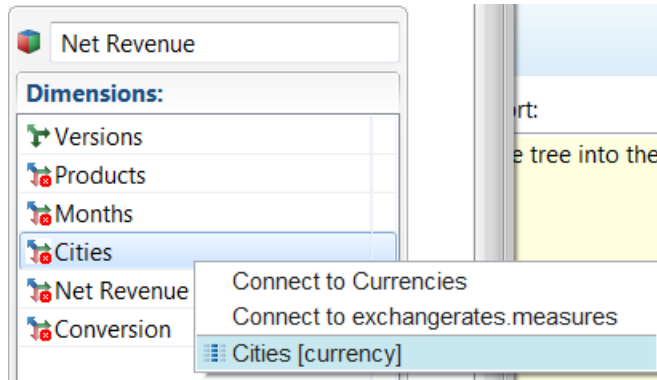 Net Revenue
Dimensions:
Versions
Products
Months
Cities
Net Revenue
Conversion
Connect to Currencies
Connect to exchangerates.measures
Cities [currency]
rt:
e tree into the